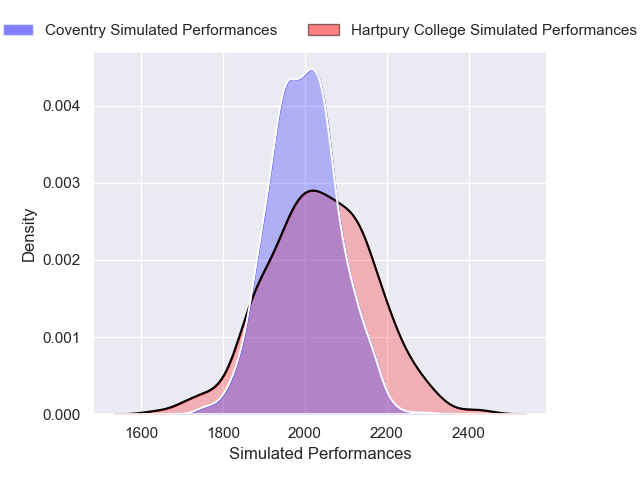 Coventry Simulated Performances
Hartpury College Simulated Performances
Density
0.004
0.003
0.002
0.001
0.000
1600 1800 2000 2200 2400
Simulated Performances